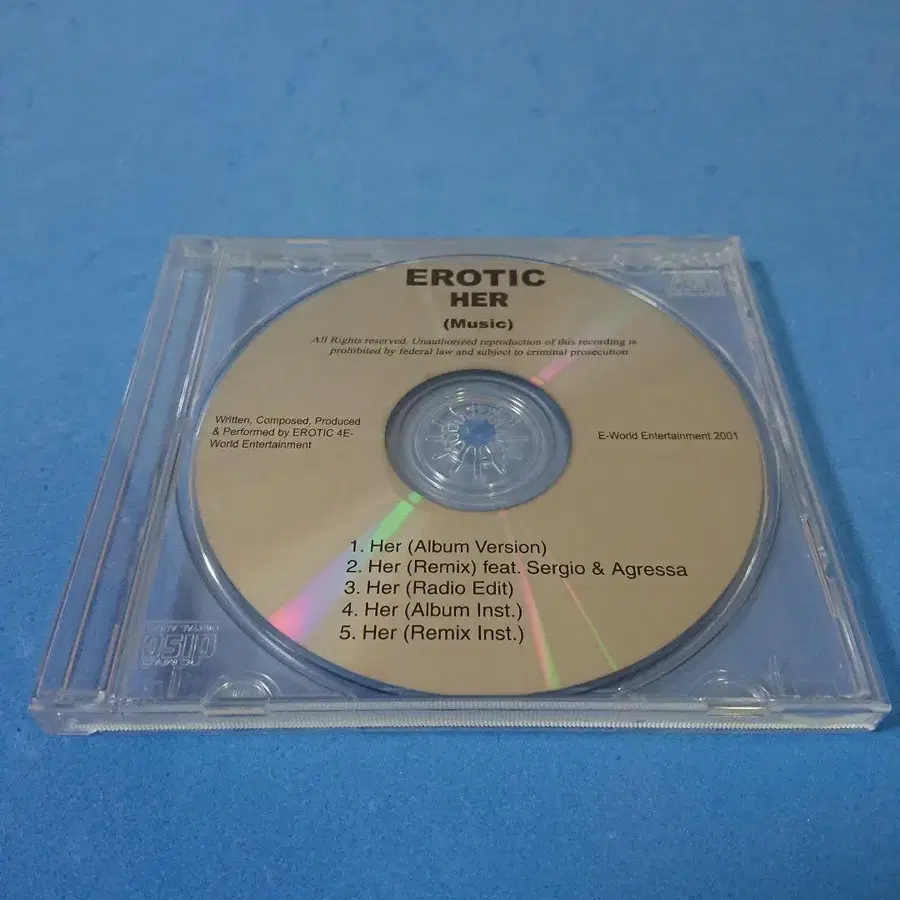 EROTIC
HER
(Music)
All Rights reserved. Unauthorized reproduction of this recording is
prohibited by federal law and subject to criminal prosecution
Written, Composed, Produced
& Performed by EROTIC 4E-
World Entertainment
E-World Entertainment 2001
1. Her (Album Version)
2. Her (Remix) feat. Sergio & Agressa
3. Her (Radio Edit)
4. Her (Album Inst.)
5. Her (Remix Inst.)